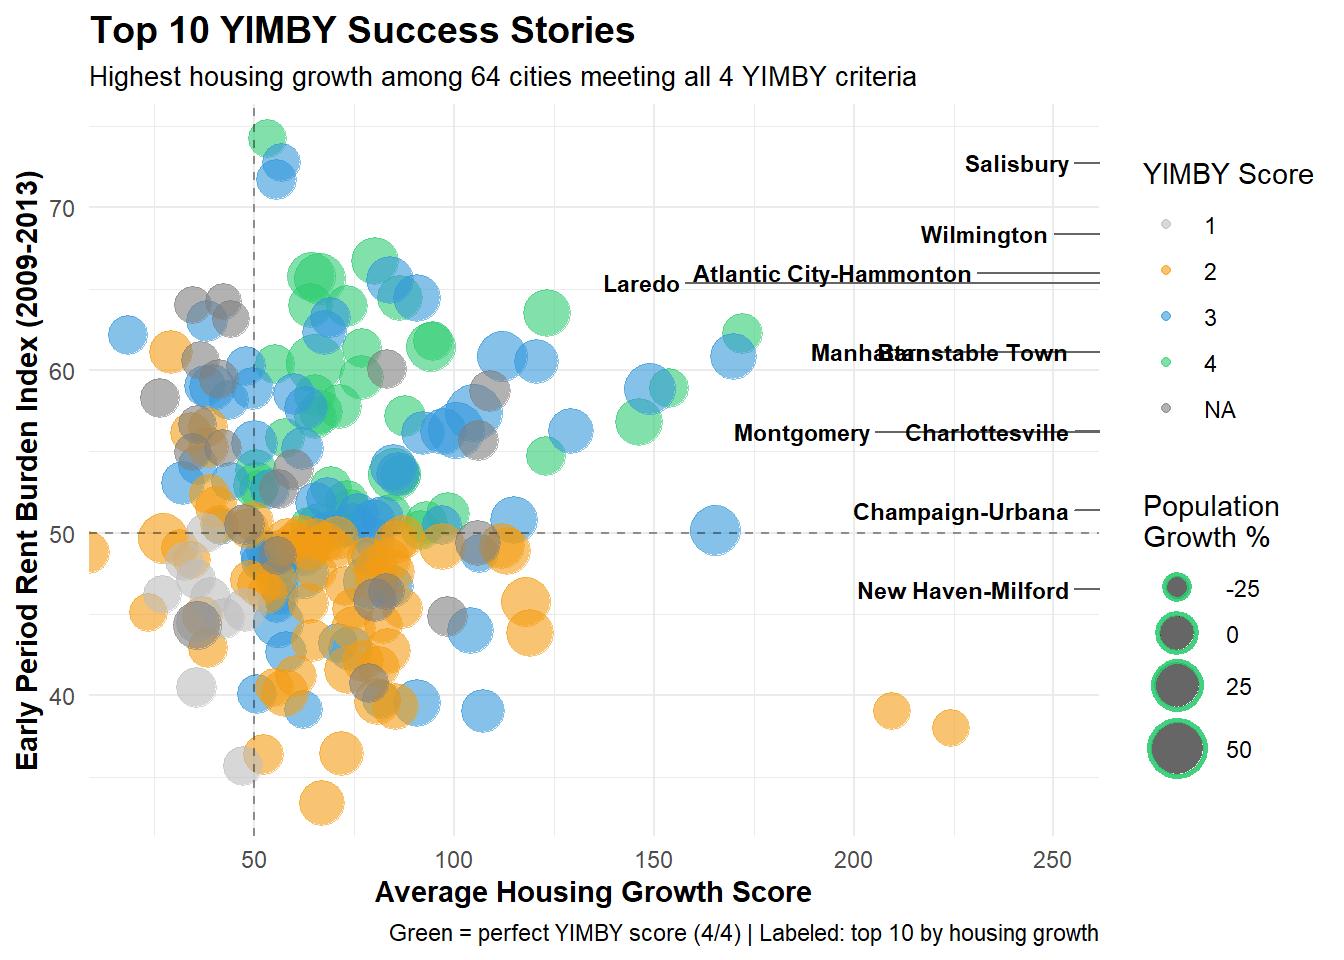 Top 10 YIMBY Success Stories
Highest housing growth among 64 cities meeting all 4 YIMBY criteria
Early Period Rent Burden Index (2009-2013)
70
60
50
40
Salisbury
Wilmington
Atlantic City-Hammonton
Laredo
Manhattan
Barnstable Town
Montgomery
Charlottesville
Champaign-Urbana
New Haven-Milford
50
100
150
200
250
Average Housing Growth Score
Green = perfect YIMBY score (4/4) | Labeled: top 10 by housing growth
YIMBY Score
1
2
3
4
NA
Population
Growth %
-25
0
25
50